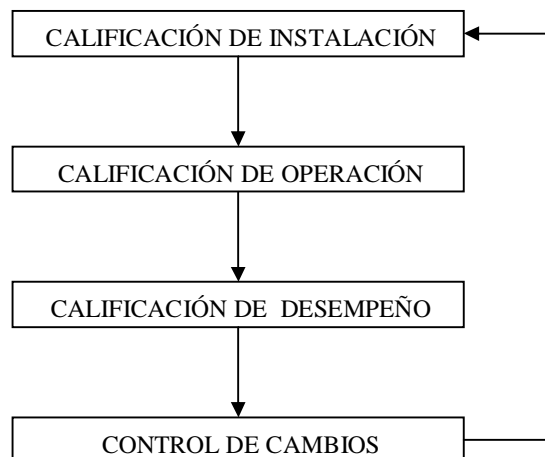 CALIFICACIÓN DE INSTALACIÓN
CALIFICACIÓN DE OPERACIÓN
CALIFICACIÓN DE DESEMPEÑO
CONTROL DE CAMBIOS